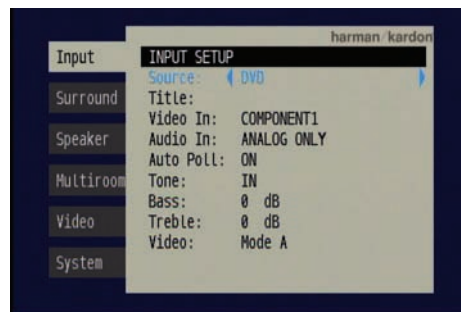 harman/kardon
Input
Surround
Speaker
Multiroom
Video
System
INPUT SETUP
Source: DVD
Title:
Video In: COMPONENT1
Audio In: ANALOG ONLY
Auto Poll: ON
Tone: IN
Bass: 0 dB
Treble: 0 dB
Video: Mode A